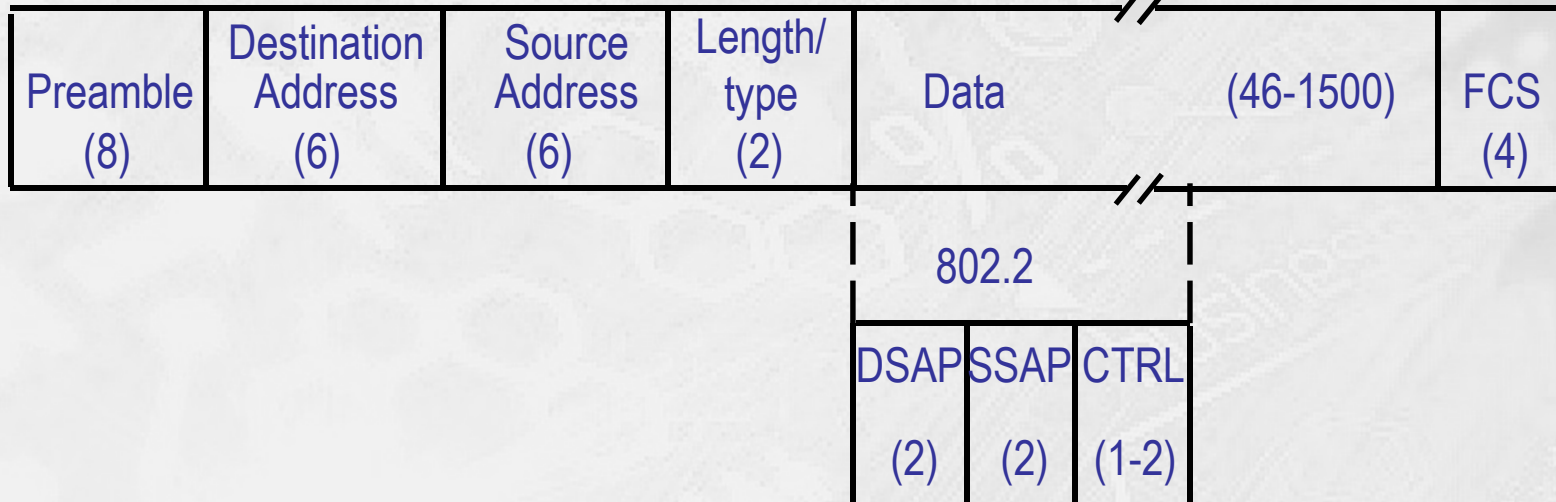 Preamble
(8)
Destination
Address
(6)
Source
Address
(6)
Length/
type
(2)
Data (46-1500)
FCS
(4)
802.2
DSAP
(2)
SSAP
(2)
CTRL
(1-2)